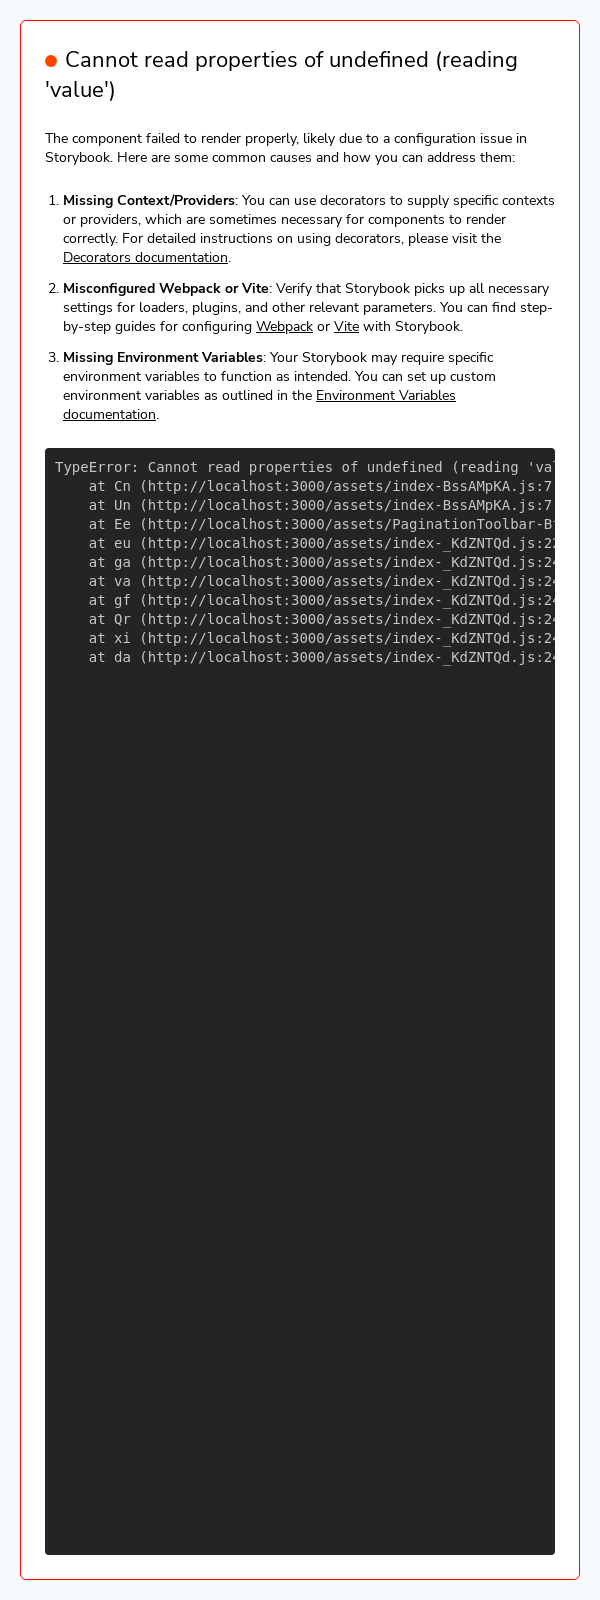 Cannot read properties of undefined (reading
'value')
The component failed to render properly, likely due to a configuration issue in
Storybook. Here are some common causes and how you can address them:
1. Missing Context/Providers: You can use decorators to supply specific contexts
or providers, which are sometimes necessary for components to render
correctly. For detailed instructions on using decorators, please visit the
Decorators documentation.
2. Misconfigured Webpack or Vite: Verify that Storybook picks up all necessary
settings for loaders, plugins, and other relevant parameters. You can find step-
by-step guides for configuring Webpack or Vite with Storybook.
3. Missing Environment Variables: Your Storybook may require specific
environment variables to function as intended. You can set up custom
environment variables as outlined in the Environment Variables
documentation.
TypeError: Cannot read properties of undefined (reading 'val
at Cn (http://localhost:3000/assets/index-BssAMpKA.js:7
at Un (http://localhost:3000/assets/index-BssAMpKA.js:7
at Ee (http://localhost:3000/assets/PaginationToolbar-B
at eu (http://localhost:3000/assets/index-_KdZNTQd.js:22
at ga (http://localhost:3000/assets/index-_KdZNTQd.js:24
at va (http://localhost:3000/assets/index-_KdZNTQd.js:24
at gf (http://localhost:3000/assets/index-_KdZNTQd.js:24
at Qr (http://localhost:3000/assets/index-_KdZNTQd.js:24
at xi (http://localhost:3000/assets/index-_KdZNTQd.js:24
at da (http://localhost:3000/assets/index-_KdZNTQd.js:24